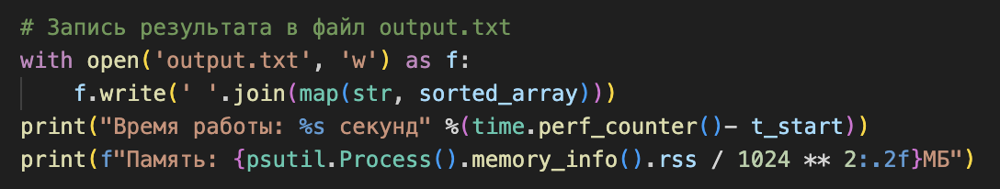 # Запись результата в файл output.txt
with open('output.txt', 'w') as f:
    f.write(' '.join(map(str, sorted_array)))
print("Время работы: %s секунд" %(time.perf_counter()- t_start))
print(f"Память: {psutil.Process().memory_info().rss / 1024 ** 2:.2f}МБ")